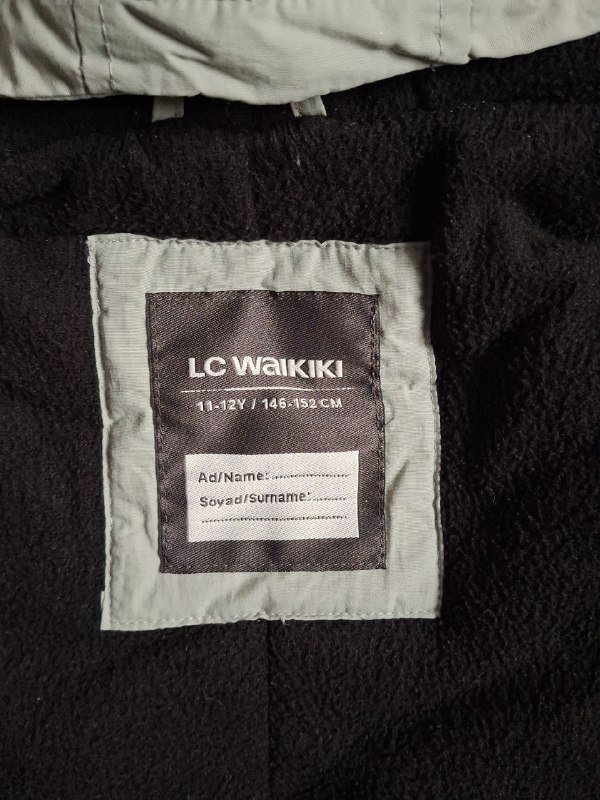 LC WaIKIKI
11-12Y / 146-152 CM
Ad/Name:
Soyad/Surname: